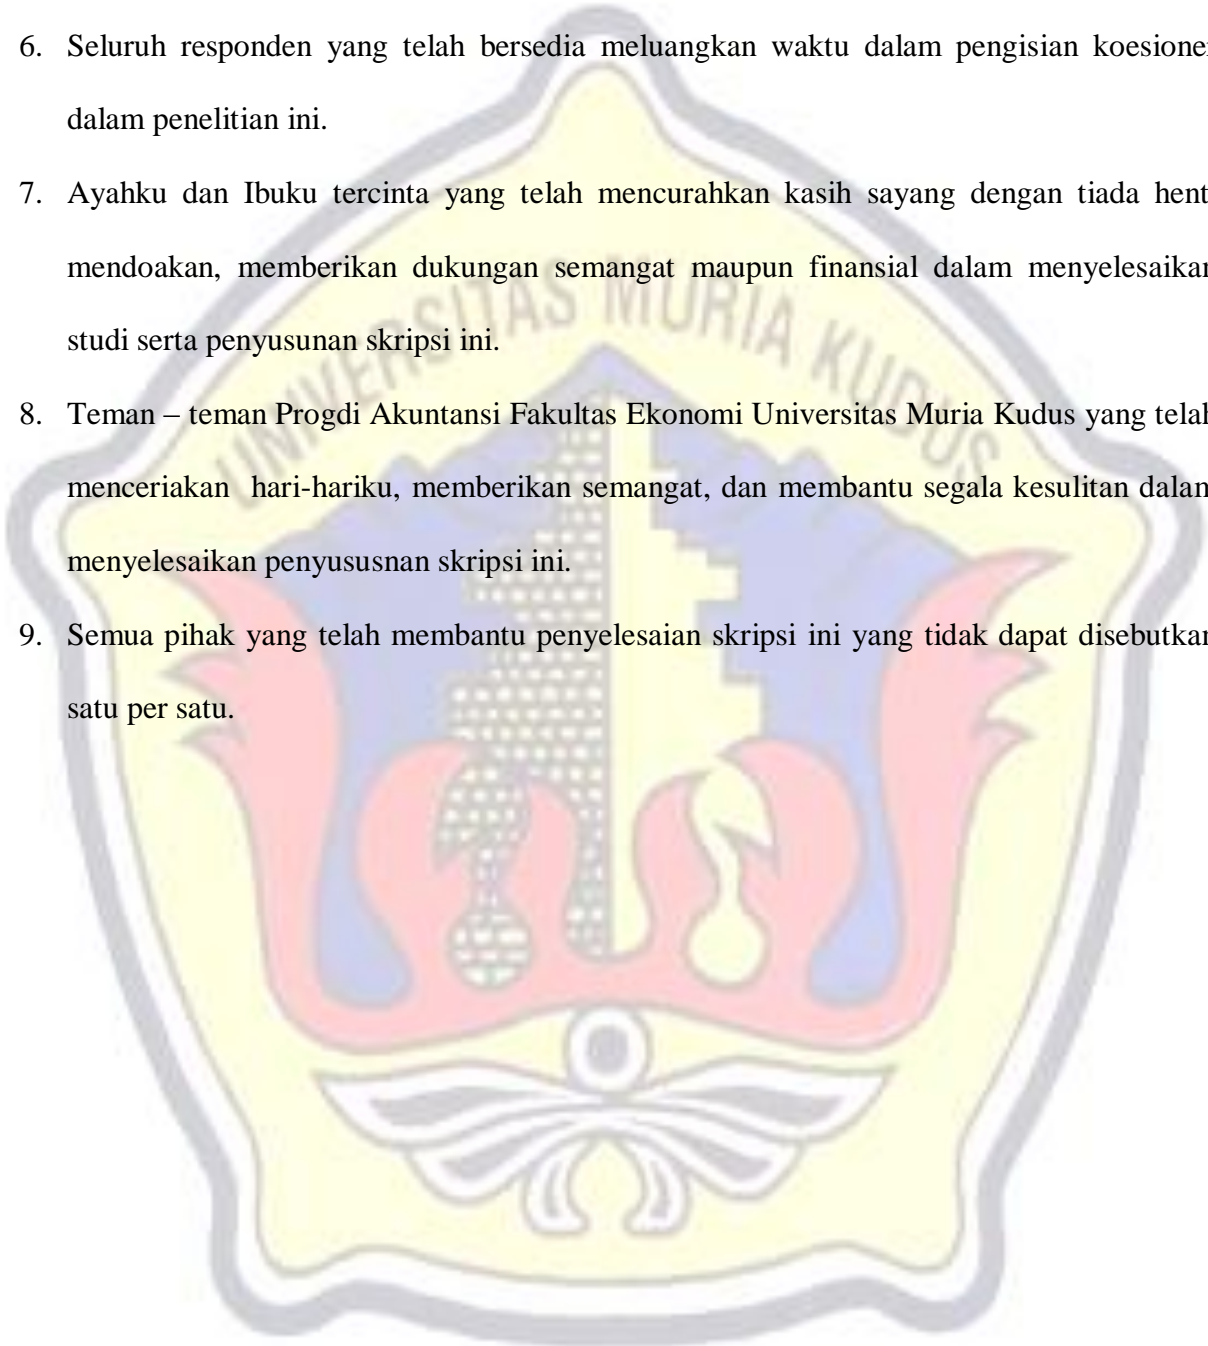 6. Seluruh responden yang telah bersedia meluangkan waktu dalam pengisian koesioner
dalam penelitian ini.
7. Ayahku dan Ibuku tercinta yang telah mencurahkan kasih sayang dengan tiada henti
mendoakan, memberikan dukungan semangat maupun finansial dalam menyelesaikan
studi serta penyusunan skripsi ini.
8. Teman – teman Progdi Akuntansi Fakultas Ekonomi Universitas Muria Kudus yang telah
menceriakan hari-hariku, memberikan semangat, dan membantu segala kesulitan dalam
menyelesaikan penyususnan skripsi ini.
9. Semua pihak yang telah membantu penyelesaian skripsi ini yang tidak dapat disebutkan
satu per satu.
UNIVERSITAS MURIA KUDUS